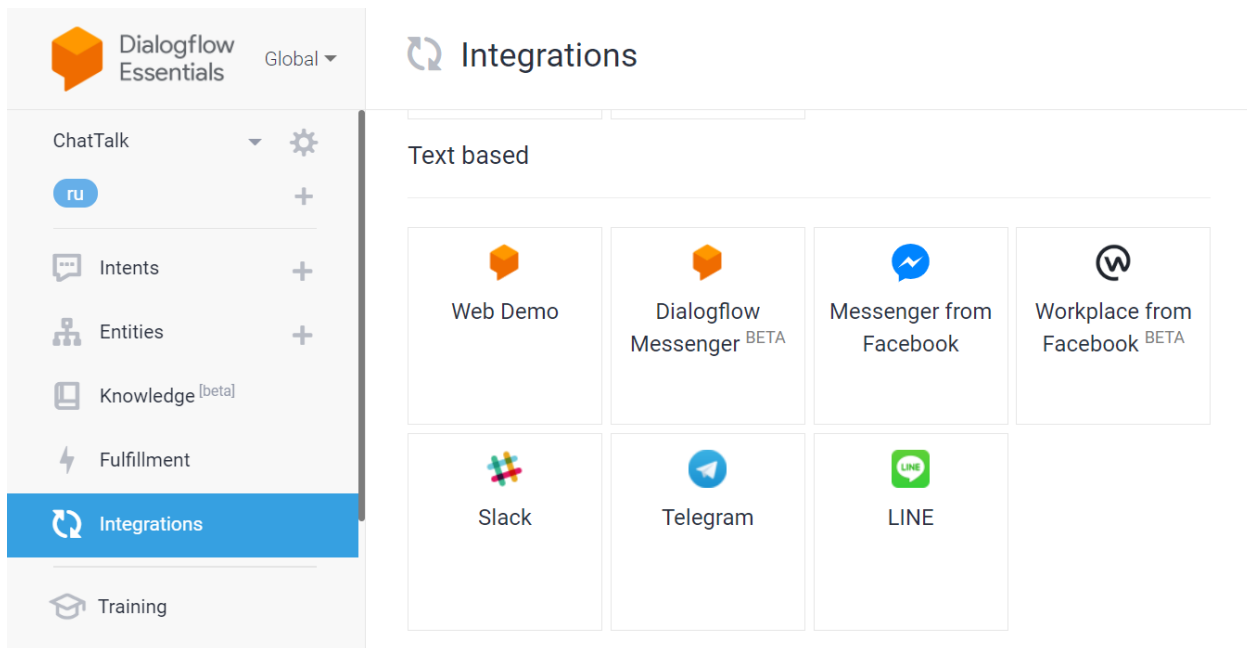 Dialogflow
Essentials
Global
Integrations
ChatTalk
ru
Intents
Entities
Knowledge [beta]
Fulfillment
Integrations
Training
Text based
Web Demo
Dialogflow
Messenger BETA
Messenger from
Facebook
Workplace from
Facebook BETA
Slack
Telegram
LINE
LINE